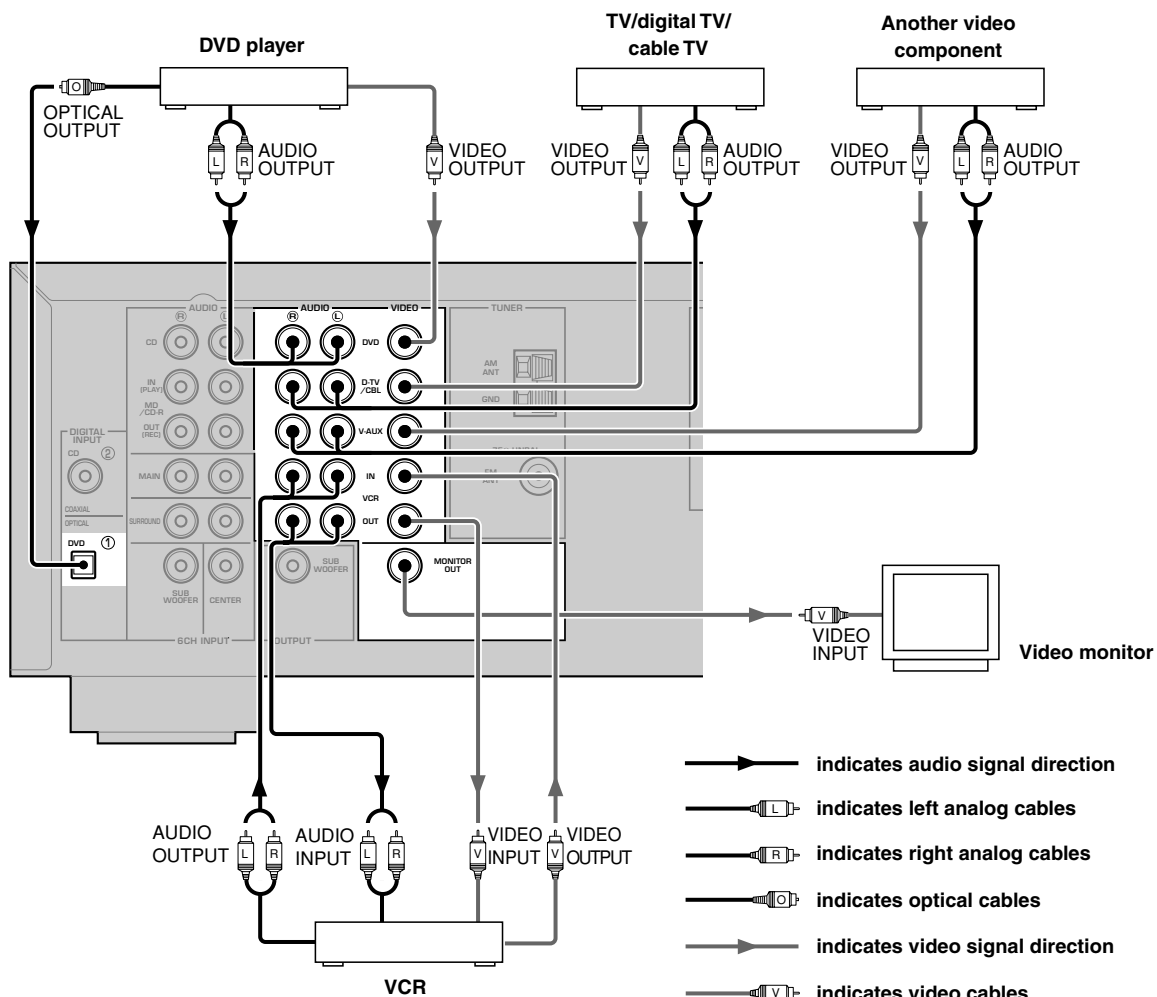 DVD player
TV/digital TV/
cable TV
Another video
component
OPTICAL
OUTPUT
L
R
AUDIO
OUTPUT
V
VIDEO
OUTPUT
VIDEO
OUTPUT
V
L
R
AUDIO
OUTPUT
VIDEO
OUTPUT
V
L
R
AUDIO
OUTPUT
O
AUDIO
R
L
CD
IN
(PLAY)
MD
/CD-R
OUT
(REC)
MAIN
SURROUND
SUB
WOOFER
CENTER
6CH INPUT
DIGITAL
INPUT
CD
2
COAXIAL
OPTICAL
DVD
1
AUDIO
VIDEO
R
L
DVD
D-TV
/CBL
V-AUX
IN
VCR
OUT
SUB
WOOFER
MONITOR
OUT
OUTPUT
TUNER
AM
ANT
GND
75Ω UNBAL.
FM
ANT
V
VIDEO
INPUT
Video monitor
AUDIO
OUTPUT
L
R
AUDIO
INPUT
L
R
V
VIDEO
INPUT
V
VIDEO
OUTPUT
VCR
indicates audio signal direction
L
indicates left analog cables
R
indicates right analog cables
O
indicates optical cables
indicates video signal direction
V
indicates video cables